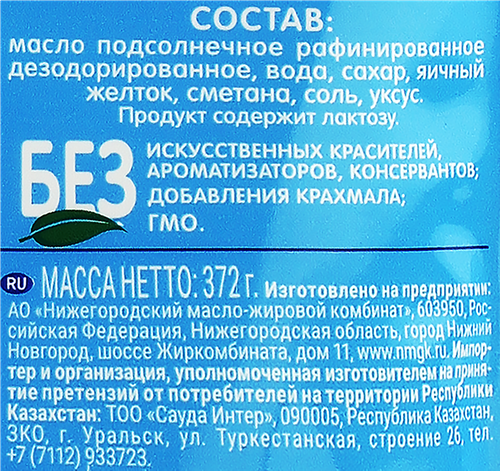 СОСТАВ:
масло подсолнечное рафинированное
дезодорированное, вода, сахар, яичный
желток, сметана, соль, уксус.
Продукт содержит лактозу.
БЕЗ
ИСКУССТВЕННЫХ КРАСИТЕЛЕЙ,
АРОМАТИЗАТОРОВ, КОНСЕРВАНТОВ;
ДОБАВЛЕНИЯ КРАХМАЛА;
ГМО.
RU МАССА НЕТТО: 372 г. Изготовлено на предприятии:
АО «Нижегородский масло-жировой комбинат», 603950, Рос-
сийская Федерация, Нижегородская область, город Нижний
Новгород, шоссе Жиркомбината, дом 11, www.nmgk.ru. Импор-
тер и организация, уполномоченная изготовителем на приня-
тие претензий от потребителей на территории Республики
Казахстан: ТОО «Сауда Интер», 090005, Республика Казахстан,
ЗКО, г. Уральск, ул. Туркестанская, строение 26, тел.
+7 (7112) 933723.